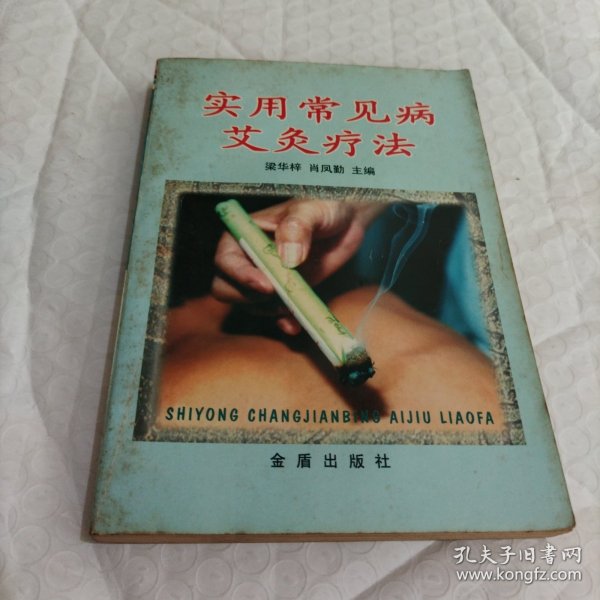 实用常见病
艾灸疗法
梁华梓 肖凤勤 主编
SHIYONG CHANGJIANBING AIJIU LIAOFA
金盾出版社
孔夫子旧书网
www.kongfz.com